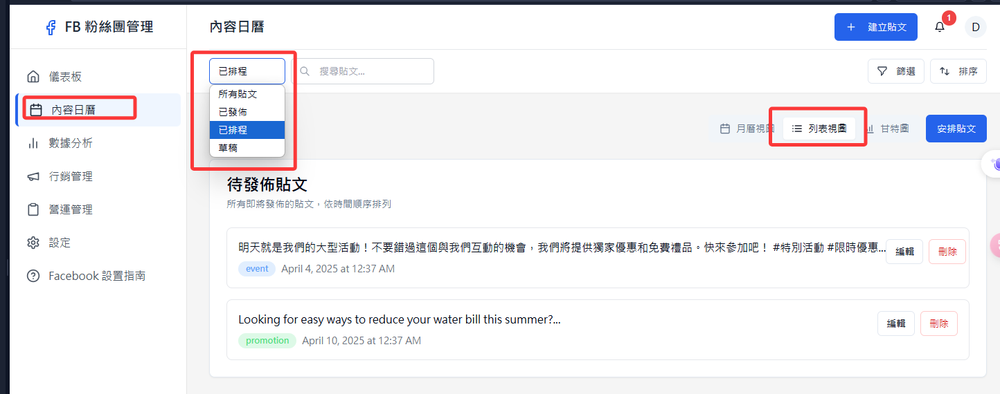 FB 粉絲團管理
內容日曆
建立貼文
1
D
儀表板
內容日曆
數據分析
行銷管理
營運管理
設定
Facebook 設置指南
已排程
搜尋貼文...
篩選
排序
所有貼文
已發佈
已排程
草稿
月曆視圖
列表視圖
甘特圖
安排貼文
待發佈貼文
所有即將發佈的貼文，依時間順序排列
明天就是我們的大型活動！不要錯過這個與我們互動的機會，我們將提供獨家優惠和免費禮品。快來參加吧！ #特別活動 #限時優惠...
編輯
刪除
event
April 4, 2025 at 12:37 AM
Looking for easy ways to reduce your water bill this summer?...
編輯
刪除
promotion
April 10, 2025 at 12:37 AM